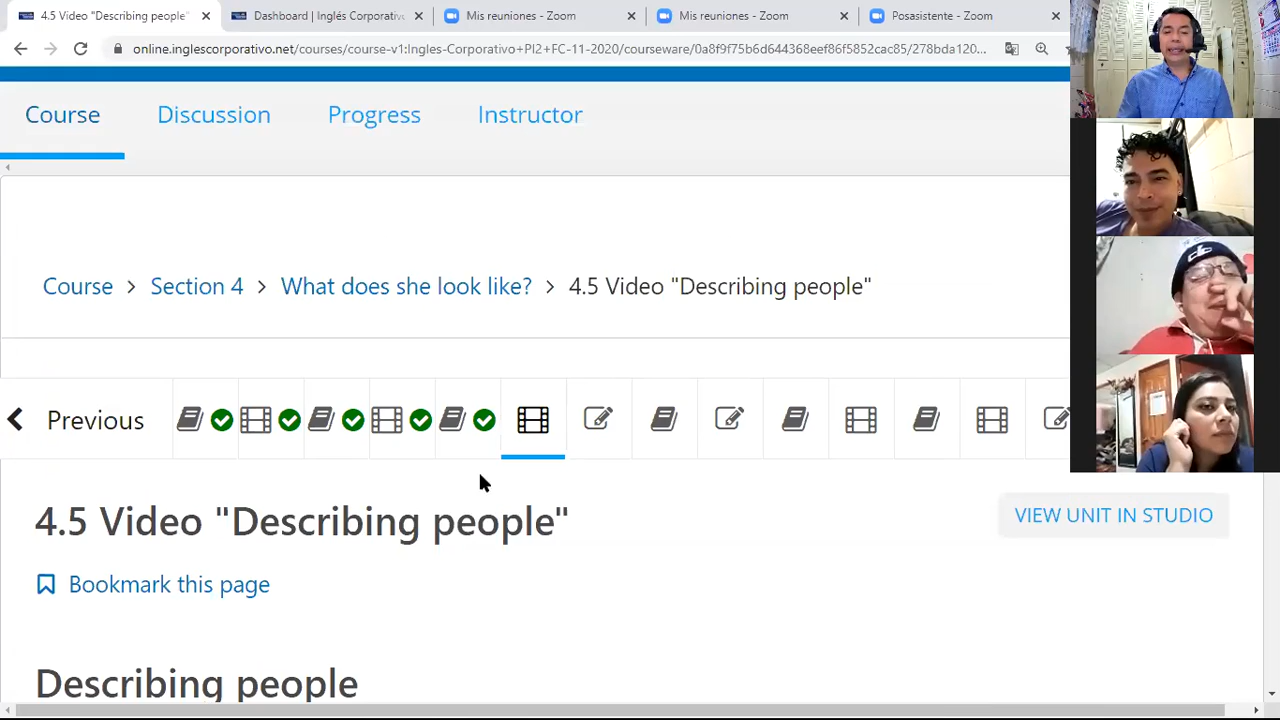 4.5 Video "Describing people"
Dashboard | Inglés Corporativ
Mis reuniones - Zoom
Mis reuniones - Zoom
Posasistente - Zoom
online.inglescorporativo.net/courses/course-v1:Ingles-Corporativo+PI2+FC-11-2020/courseware/0a8f9f75c6d644368eef86f5852cac87278bda120...
Course
Discussion
Progress
Instructor
Course > Section 4 > What does she look like? > 4.5 Video "Describing people"
Previous
4.5 Video "Describing people"
VIEW UNIT IN STUDIO
Bookmark this page
Describing people